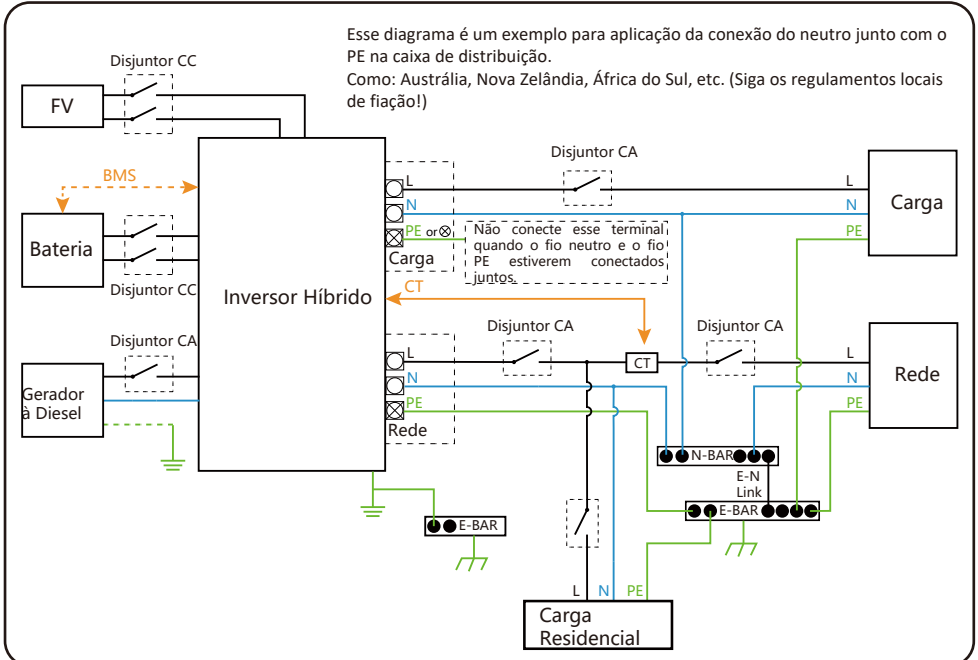 Esse diagrama é um exemplo para aplicação da conexão do neutro junto com o
PE na caixa de distribuição.
Como: Austrália, Nova Zelândia, África do Sul, etc. (Siga os regulamentos locais
de fiação!)
Disjuntor CC
FV
BMS
Bateria
Disjuntor CC
Disjuntor CA
Gerador
à Diesel
Inversor Híbrido
L
N
PE or
Carga
Não conecte esse terminal
quando o fio neutro e o fio
PE estiverem conectados
juntos.
Disjuntor CA
L
N
PE
Carga
CT
Disjuntor CA
CT
Disjuntor CA
L
N
PE
Rede
L
N
PE
Rede
N-BAR
E-N
Link
E-BAR
E-BAR
L
N
PE
Carga
Residencial